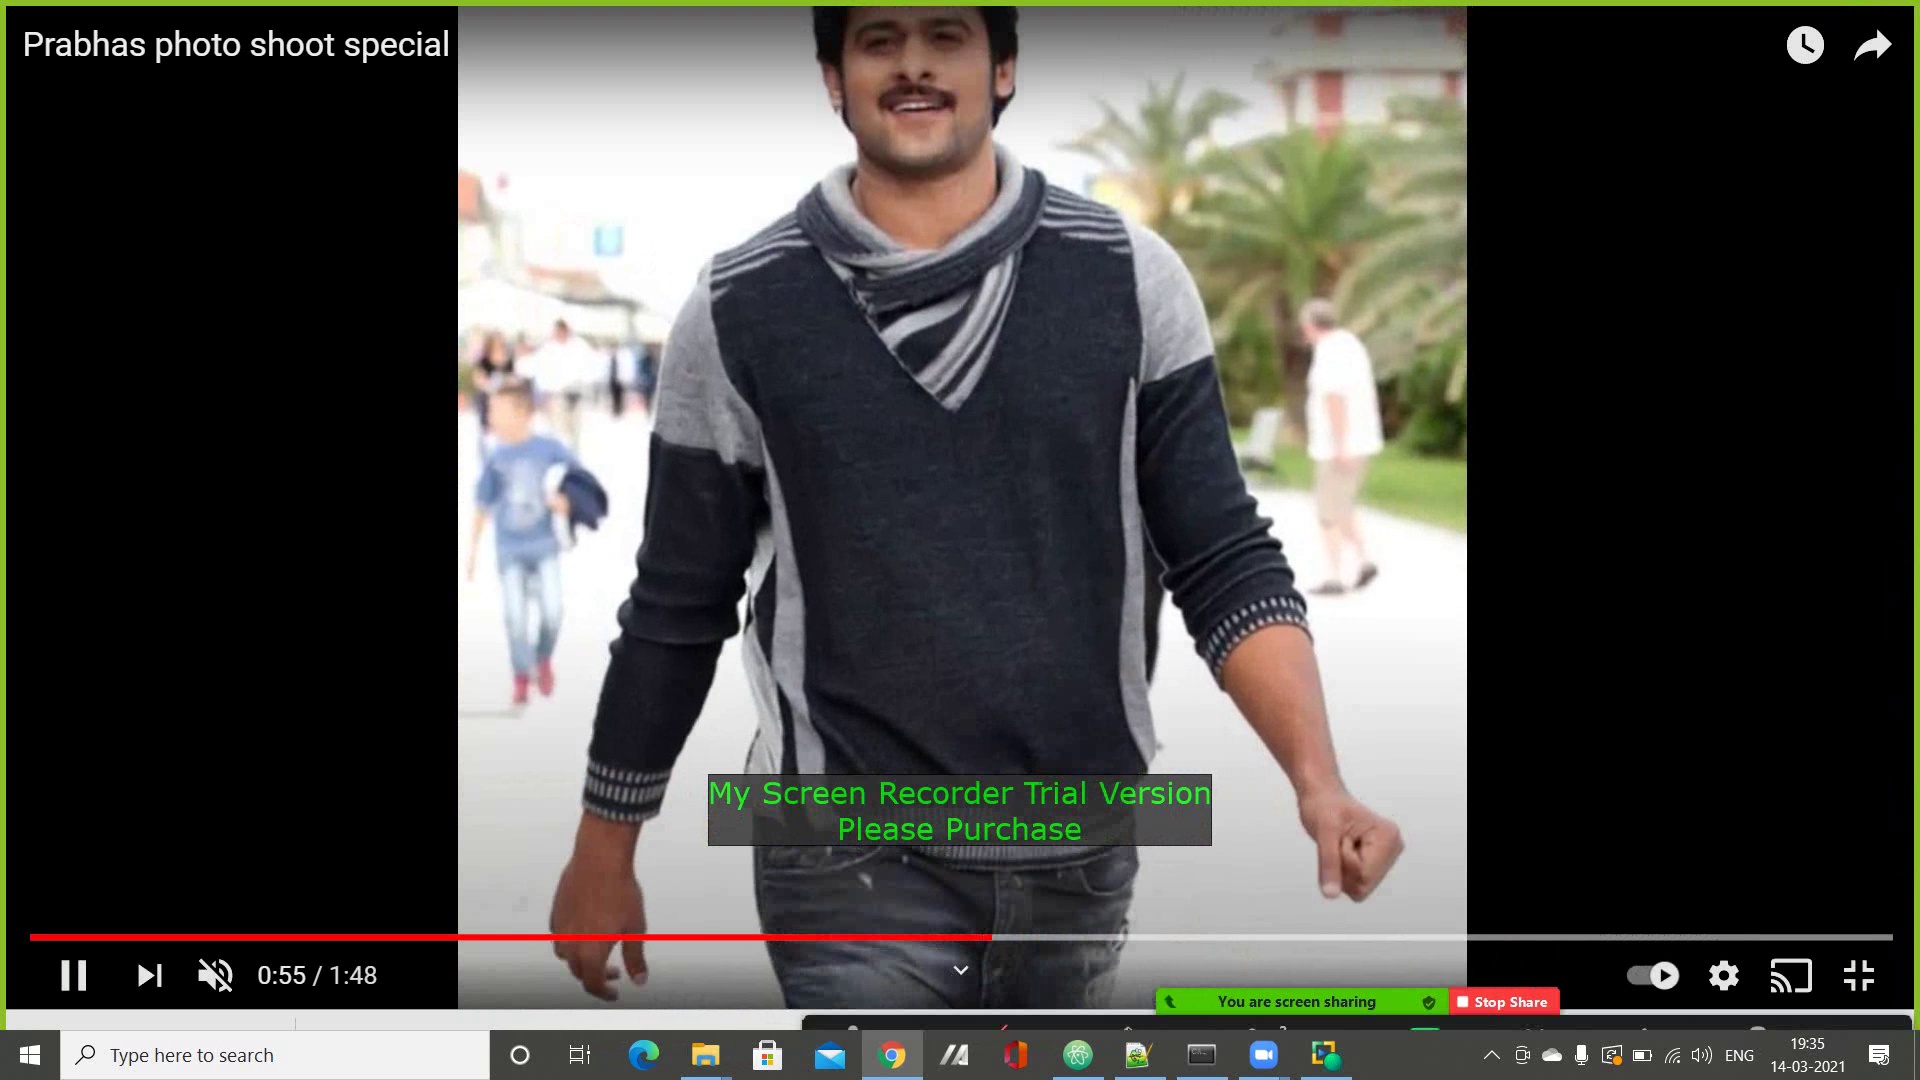 Prabhas photo shoot special
My Screen Recorder Trial Version
Please Purchase
0:55 / 1:48
You are screen sharing
Stop Share
Type here to search
ENG
19:35
14-03-2021